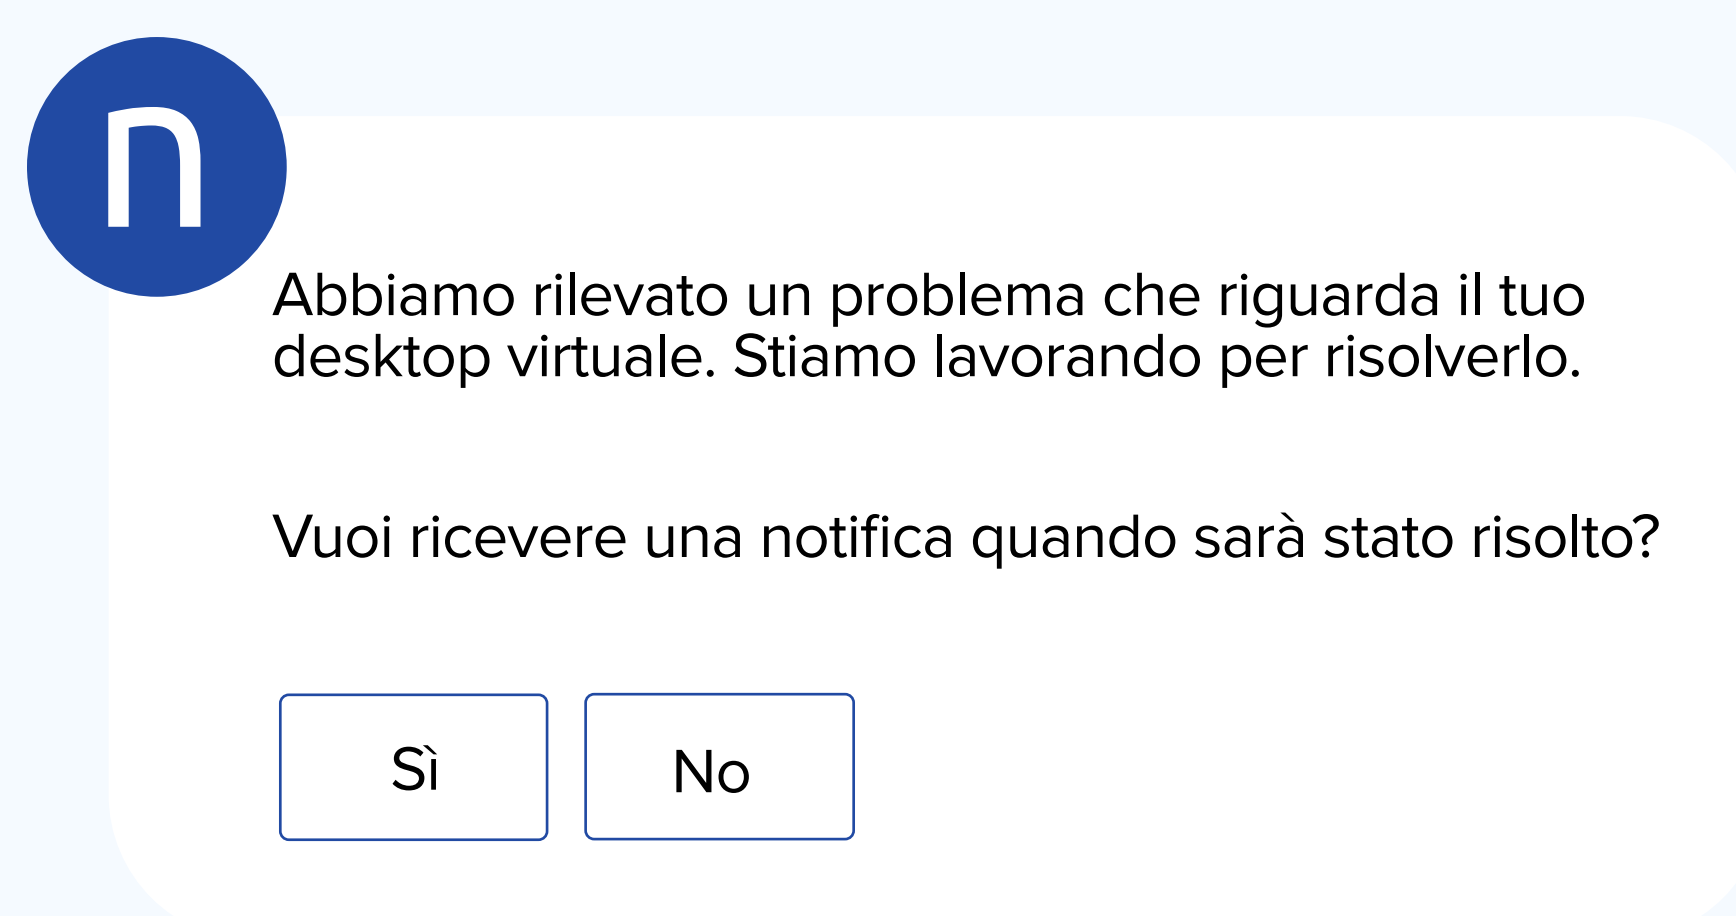 n
Abbiamo rilevato un problema che riguarda il tuo
desktop virtuale. Stiamo lavorando per risolverlo.
Vuoi ricevere una notifica quando sarà stato risolto?
Sì
No